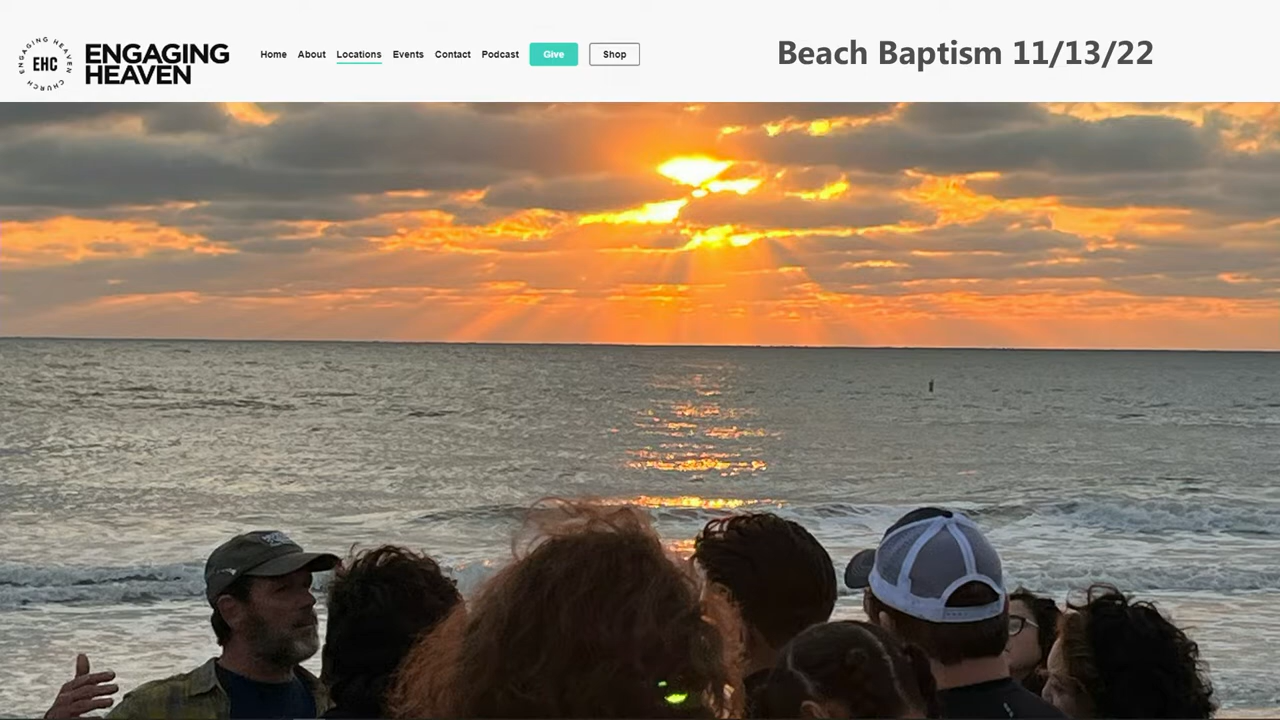 ENGAGING HEAVEN CHURCH
EHC
ENGAGING
HEAVEN
Home About Locations Events Contact Podcast Give Shop
Beach Baptism 11/13/22